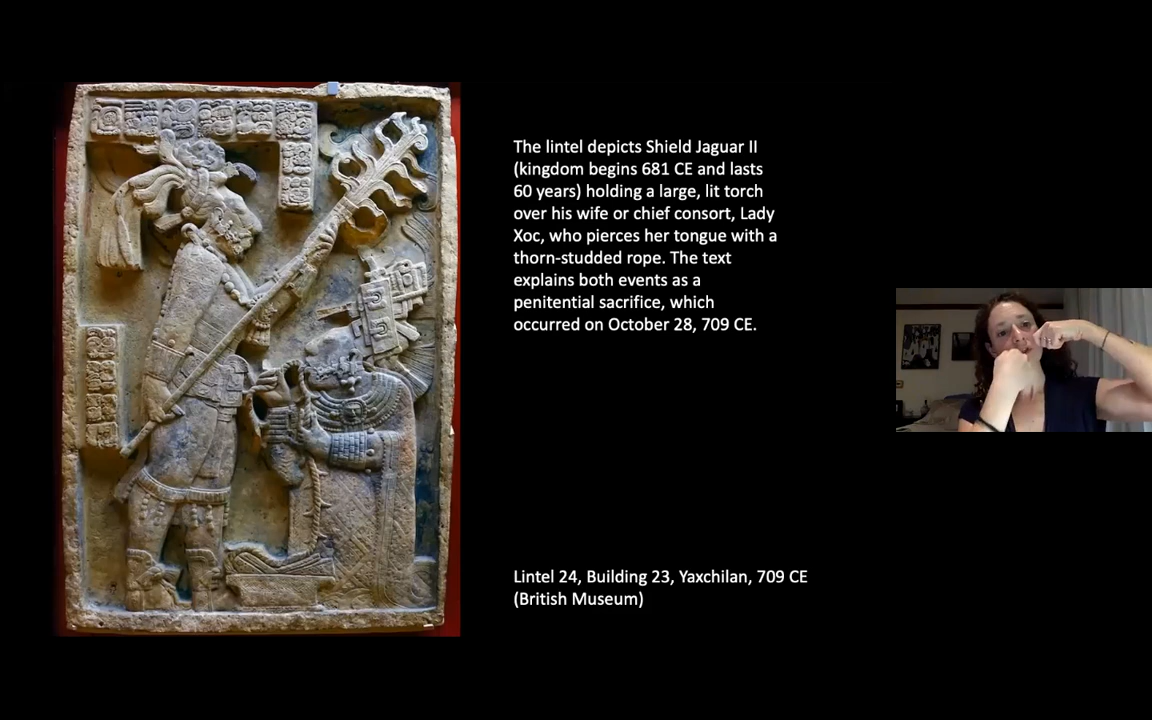 The lintel depicts Shield Jaguar II
(kingdom begins 681 CE and lasts
60 years) holding a large, lit torch
over his wife or chief consort, Lady
Xoc, who pierces her tongue with a
thorn-studded rope. The text
explains both events as a
penitential sacrifice, which
occurred on October 28, 709 CE.
Lintel 24, Building 23, Yaxchilan, 709 CE
(British Museum)